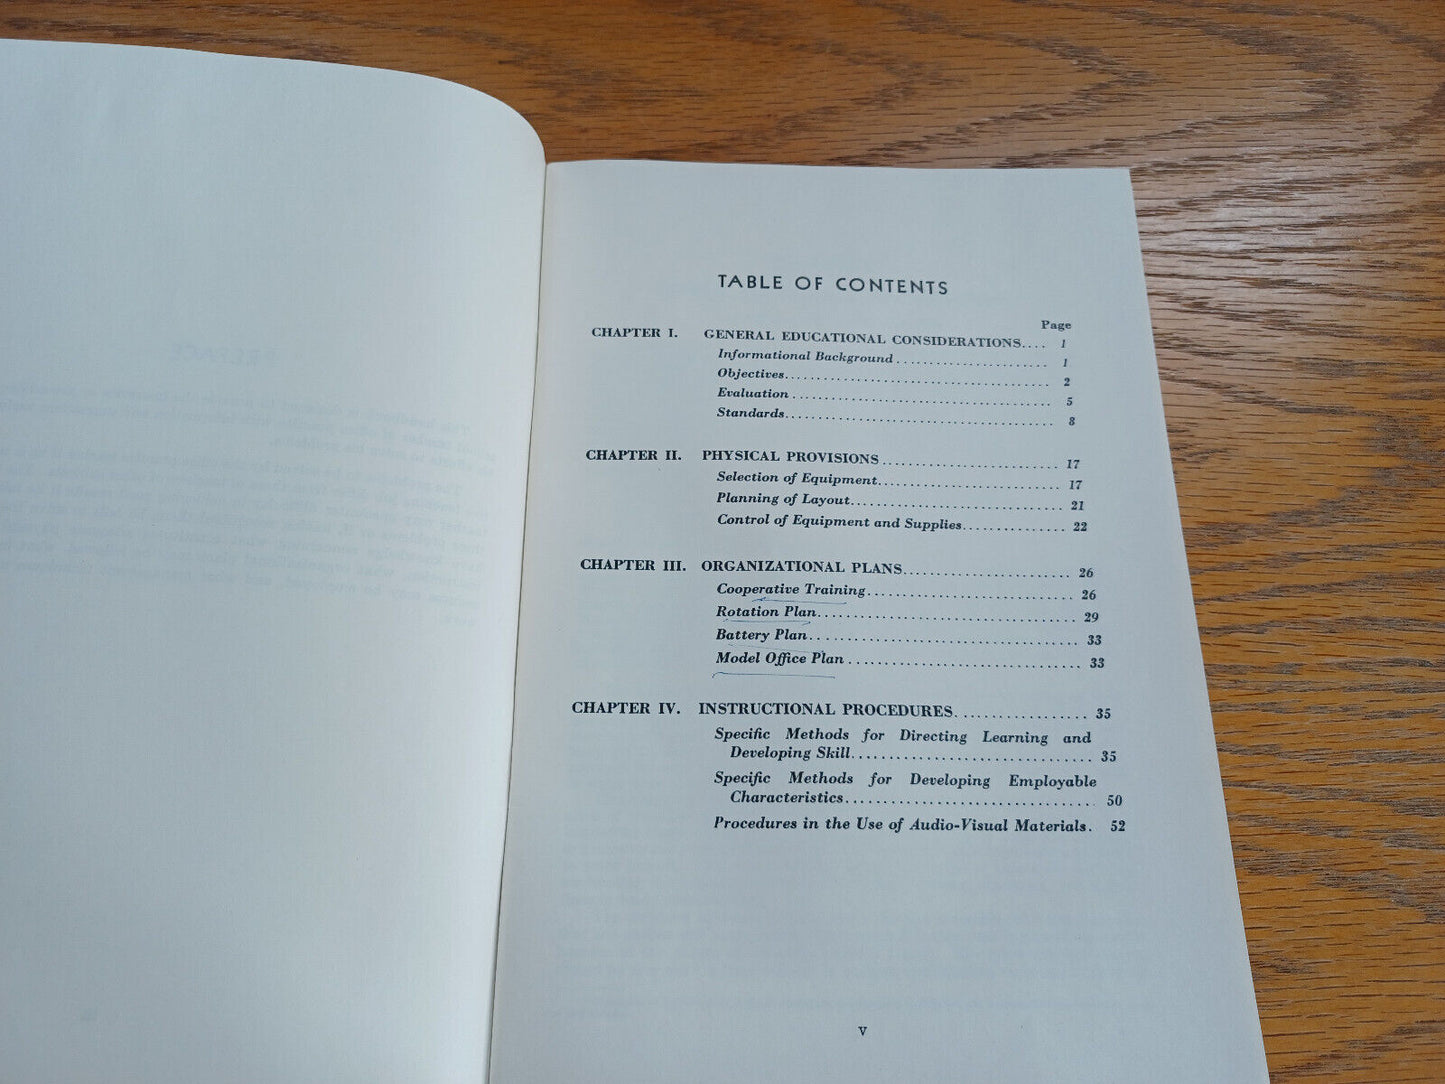 TABLE OF CONTENTS
Page
CHAPTER I. GENERAL EDUCATIONAL CONSIDERATIONS.... 1
Informational Background ........................ 1
Objectives........................................ 2
Evaluation ....................................... 5
Standards......................................... 8
CHAPTER II. PHYSICAL PROVISIONS........................ 17
Selection of Equipment........................... 17
Planning of Layout............................... 21
Control of Equipment and Supplies................ 22
CHAPTER III. ORGANIZATIONAL PLANS....................... 26
Cooperative Training............................. 26
Rotation Plan.................................... 29
Battery Plan..................................... 33
Model Office Plan ............................... 33
CHAPTER IV. INSTRUCTIONAL PROCEDURES.................. 35
Specific Methods for Directing Learning and
Developing Skill................................ 35
Specific Methods for Developing Employable
Characteristics................................. 50
Procedures in the Use of Audio-Visual Materials. 52
v